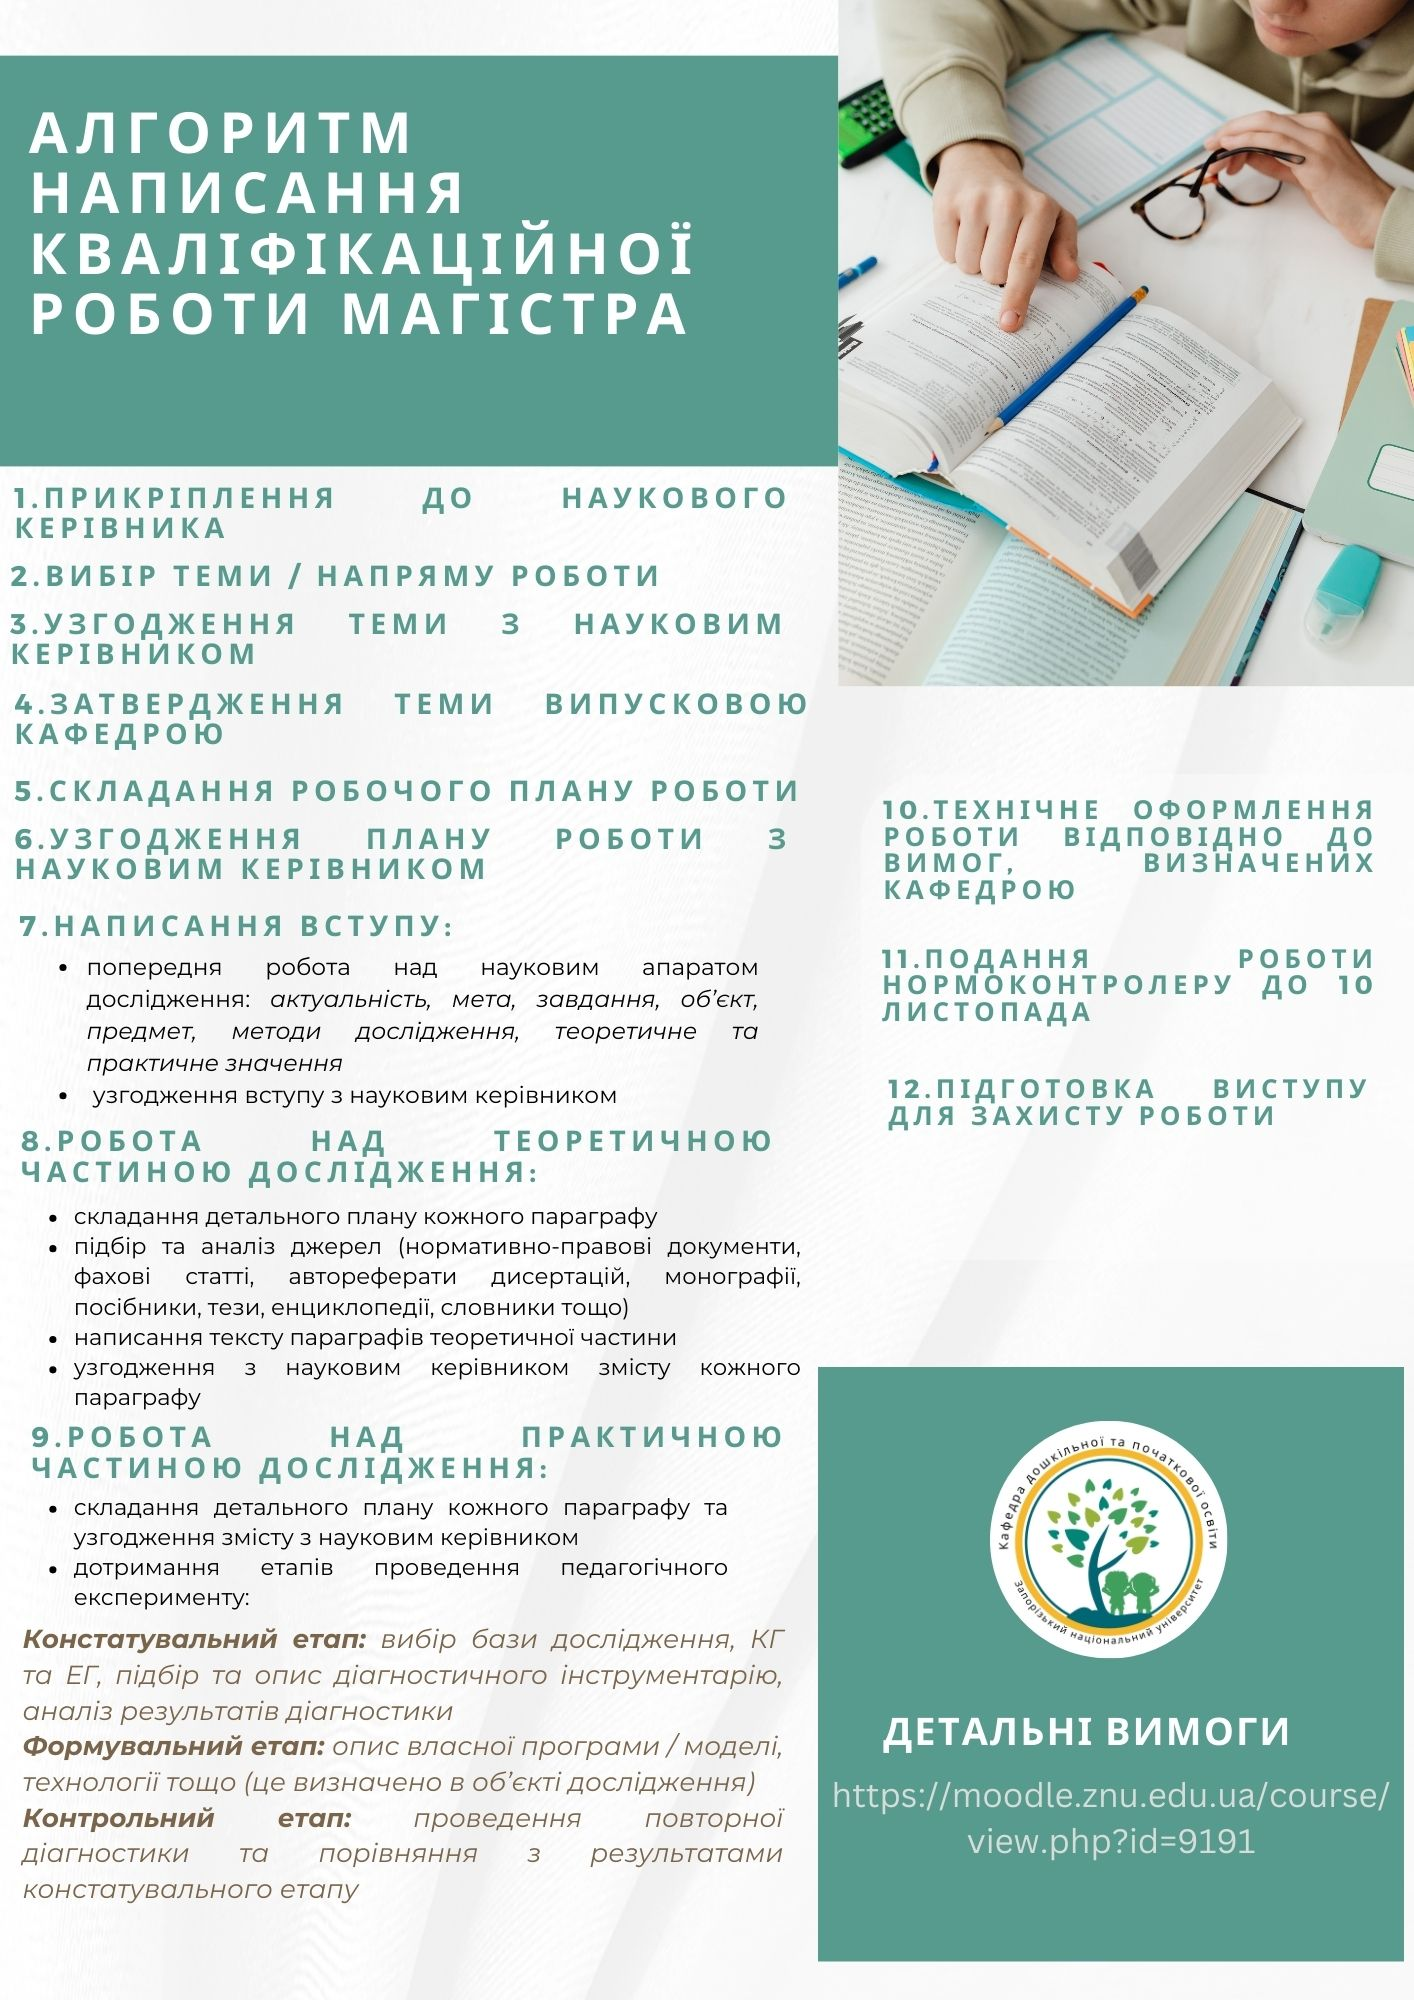 АЛГОРИТМ
НАПИСАННЯ
КВАЛІФІКАЦІЙНОЇ
РОБОТИ МАГІСТРА
1.ПРИКРІПЛЕННЯ ДО НАУКОВОГО
КЕРІВНИКА
2.ВИБІР ТЕМИ / НАПРЯМУ РОБОТИ
3.УЗГОДЖЕННЯ ТЕМИ З НАУКОВИМ
КЕРІВНИКОМ
4.ЗАТВЕРДЖЕННЯ ТЕМИ ВИПУСКОВОЮ
КАФЕДРОЮ
5.СКЛАДАННЯ РОБОЧОГО ПЛАНУ РОБОТИ
6.УЗГОДЖЕННЯ ПЛАНУ РОБОТИ З
НАУКОВИМ КЕРІВНИКОМ
7.НАПИСАННЯ ВСТУПУ:
• попередня робота над науковим апаратом
дослідження: актуальність, мета, завдання, об’єкт,
предмет, методи дослідження, теоретичне та
практичне значення
• узгодження вступу з науковим керівником
8.РОБОТА НАД ТЕОРЕТИЧНОЮ
ЧАСТИНОЮ ДОСЛІДЖЕННЯ:
• складання детального плану кожного параграфу
• підбір та аналіз джерел (нормативно-правові документи,
фахові статті, автореферати дисертацій, монографії,
посібники, тези, енциклопедії, словники тощо)
• написання тексту параграфів теоретичної частини
• узгодження з науковим керівником змісту кожного
параграфу
9.РОБОТА НАД ПРАКТИЧНОЮ
ЧАСТИНОЮ ДОСЛІДЖЕННЯ:
• складання детального плану кожного параграфу та
узгодження змісту з науковим керівником
• дотримання етапів проведення педагогічного
експерименту:
Констатувальний етап: вибір бази дослідження, КГ
та ЕГ, підбір та опис діагностичного інструментарію,
аналіз результатів діагностики
Формувальний етап: опис власної програми / моделі,
технології тощо (це визначено в об’єкті дослідження)
Контрольний етап: проведення повторної
діагностики та порівняння з результатами
констатувального етапу
10.ТЕХНІЧНЕ ОФОРМЛЕННЯ
РОБОТИ ВІДПОВІДНО ДО
ВИМОГ, ВИЗНАЧЕНИХ
КАФЕДРОЮ
11.ПОДАННЯ РОБОТИ
НОРМОКОНТРОЛЕРУ ДО 10
ЛИСТОПАДА
12.ПІДГОТОВКА ВИСТУПУ
ДЛЯ ЗАХИСТУ РОБОТИ
Кафедра дошкільної та початкової освіти
Запорізький національний університет
ДЕТАЛЬНІ ВИМОГИ
https://moodle.znu.edu.ua/course/
view.php?id=9191